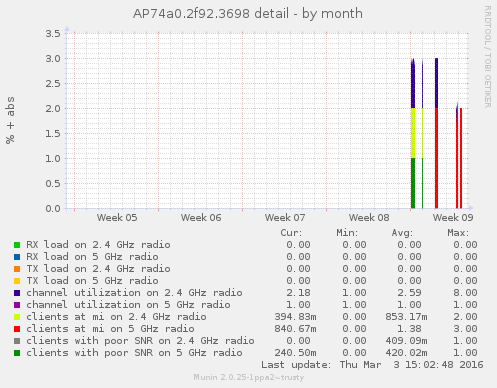 AP74a0.2f92.3698 detail - by month
RRDTOOL / TOBI OETIKER
% + abs
3.5
3.0
2.5
2.0
1.5
1.0
0.5
0.0
Week 05 Week 06 Week 07 Week 08 Week 09
Cur: Min: Avg: Max:
RX load on 2.4 GHz radio 0.00 0.00 0.00 0.00
RX load on 5 GHz radio 0.00 0.00 0.00 0.00
TX load on 2.4 GHz radio 0.00 0.00 0.00 0.00
TX load on 5 GHz radio 0.00 0.00 0.00 0.00
channel utilization on 2.4 GHz radio 2.18 1.00 2.59 8.00
channel utilization on 5 GHz radio 1.00 1.00 1.00 1.00
clients at mi on 2.4 GHz radio 394.83m 0.00 853.17m 2.00
clients at mi on 5 GHz radio 840.67m 0.00 1.38 3.00
clients with poor SNR on 2.4 GHz radio 0.00 0.00 409.09m 1.00
clients with poor SNR on 5 GHz radio 240.50m 0.00 420.02m 1.00
Last update: Thu Mar 3 15:02:48 2016
Munin 2.0.25-1ppa2~trusty